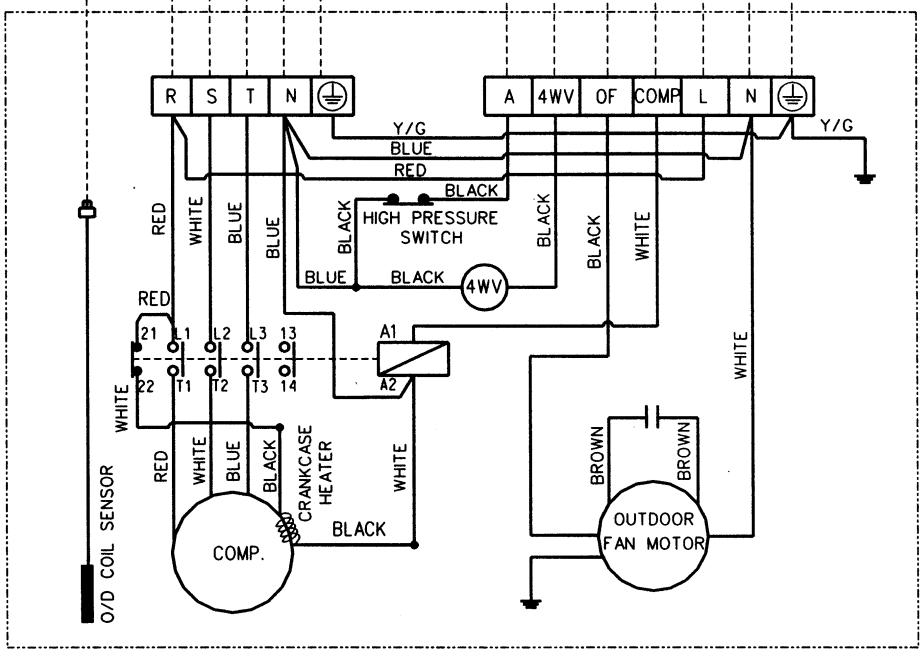 R S T N
A 4WV OF COMP L N
Y/G
Y/G
BLUE
RED
BLACK
HIGH PRESSURE
SWITCH
RED
WHITE
BLUE
BLUE
BLACK
BLACK
BLACK
WHITE
BLUE
BLACK
4WV
RED
21 L1 L2 L3 13
A1
22 T1 T2 T3 14
A2
WHITE
WHITE
RED
WHITE
BLUE
BLACK
CRANKCASE
HEATER
WHITE
BROWN
BROWN
O/D COIL SENSOR
BLACK
COMP.
OUTDOOR
FAN MOTOR